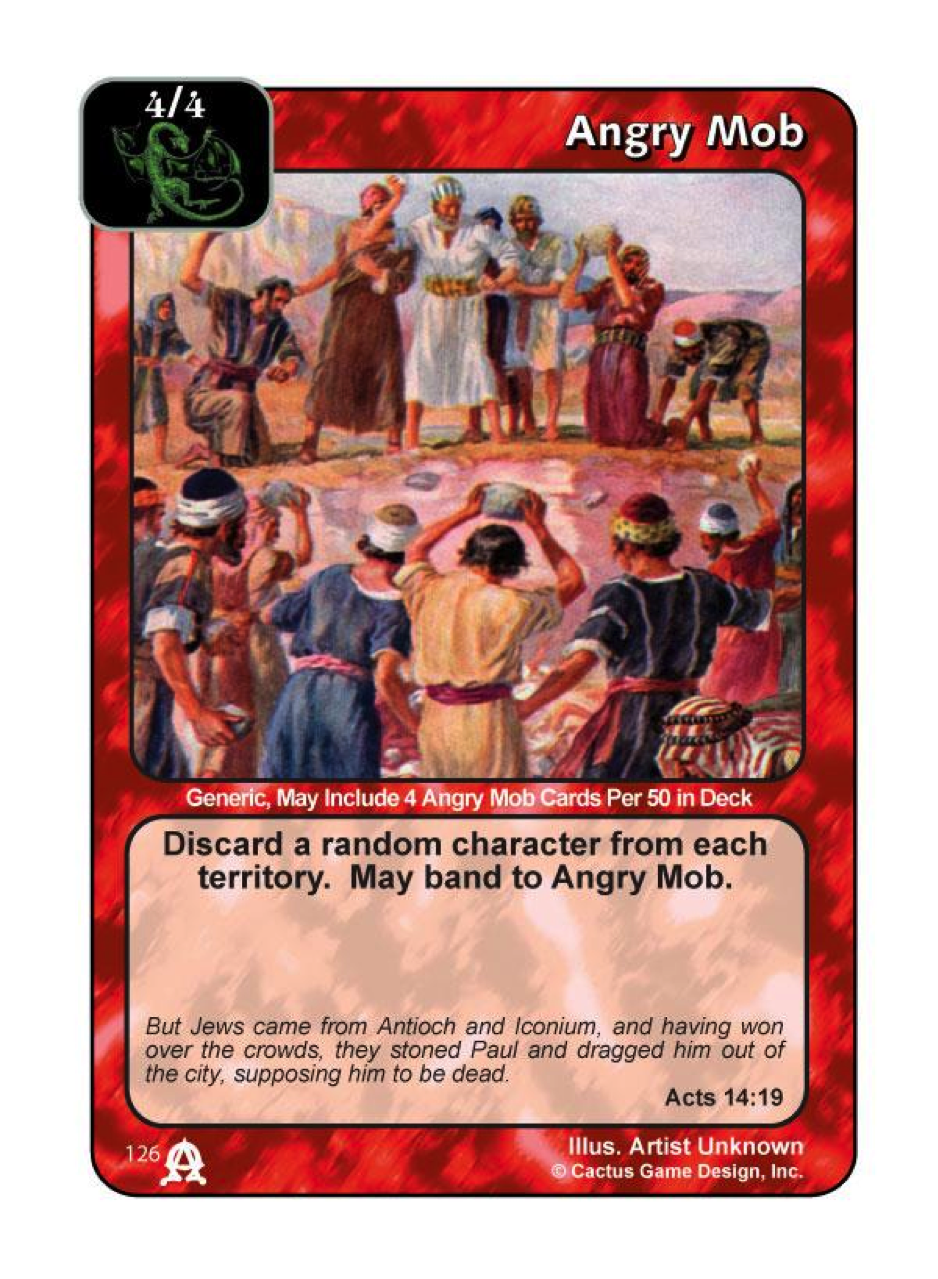 4/4
Angry Mob
Generic, May Include 4 Angry Mob Cards Per 50 in Deck
Discard a random character from each
territory. May band to Angry Mob.
But Jews came from Antioch and Iconium, and having won
over the crowds, they stoned Paul and dragged him out of
the city, supposing him to be dead.
Acts 14:19
126
Illus. Artist Unknown
© Cactus Game Design, Inc.